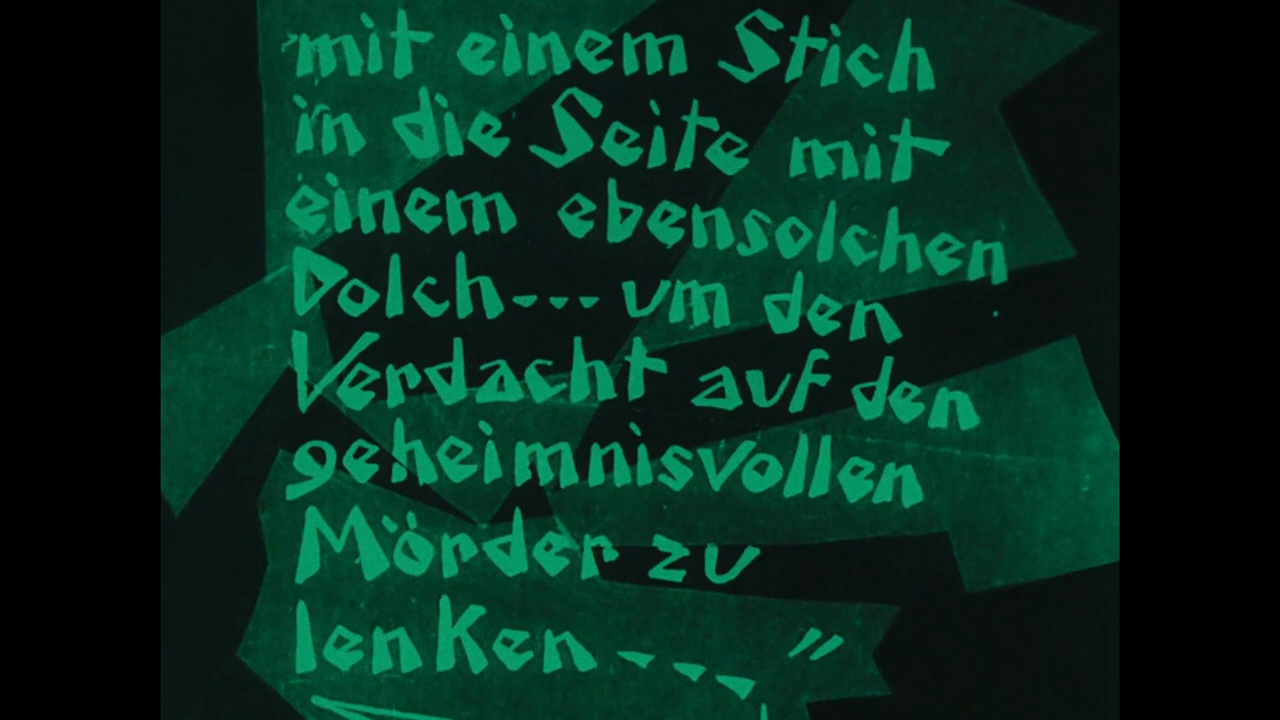 mit einem Stich
in die Seite mit
einem ebensolchen
Dolch--- um den
Verdacht auf den
geheimnisvollen
Mörder zu
lenken --- "